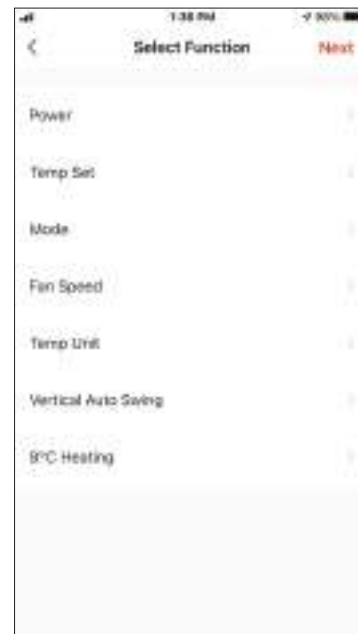 1:38 PM
Select Function
Next
Power
Temp Set
Mode
Fan Speed
Temp Unit
Vertical Auto Swing
8°C Heating